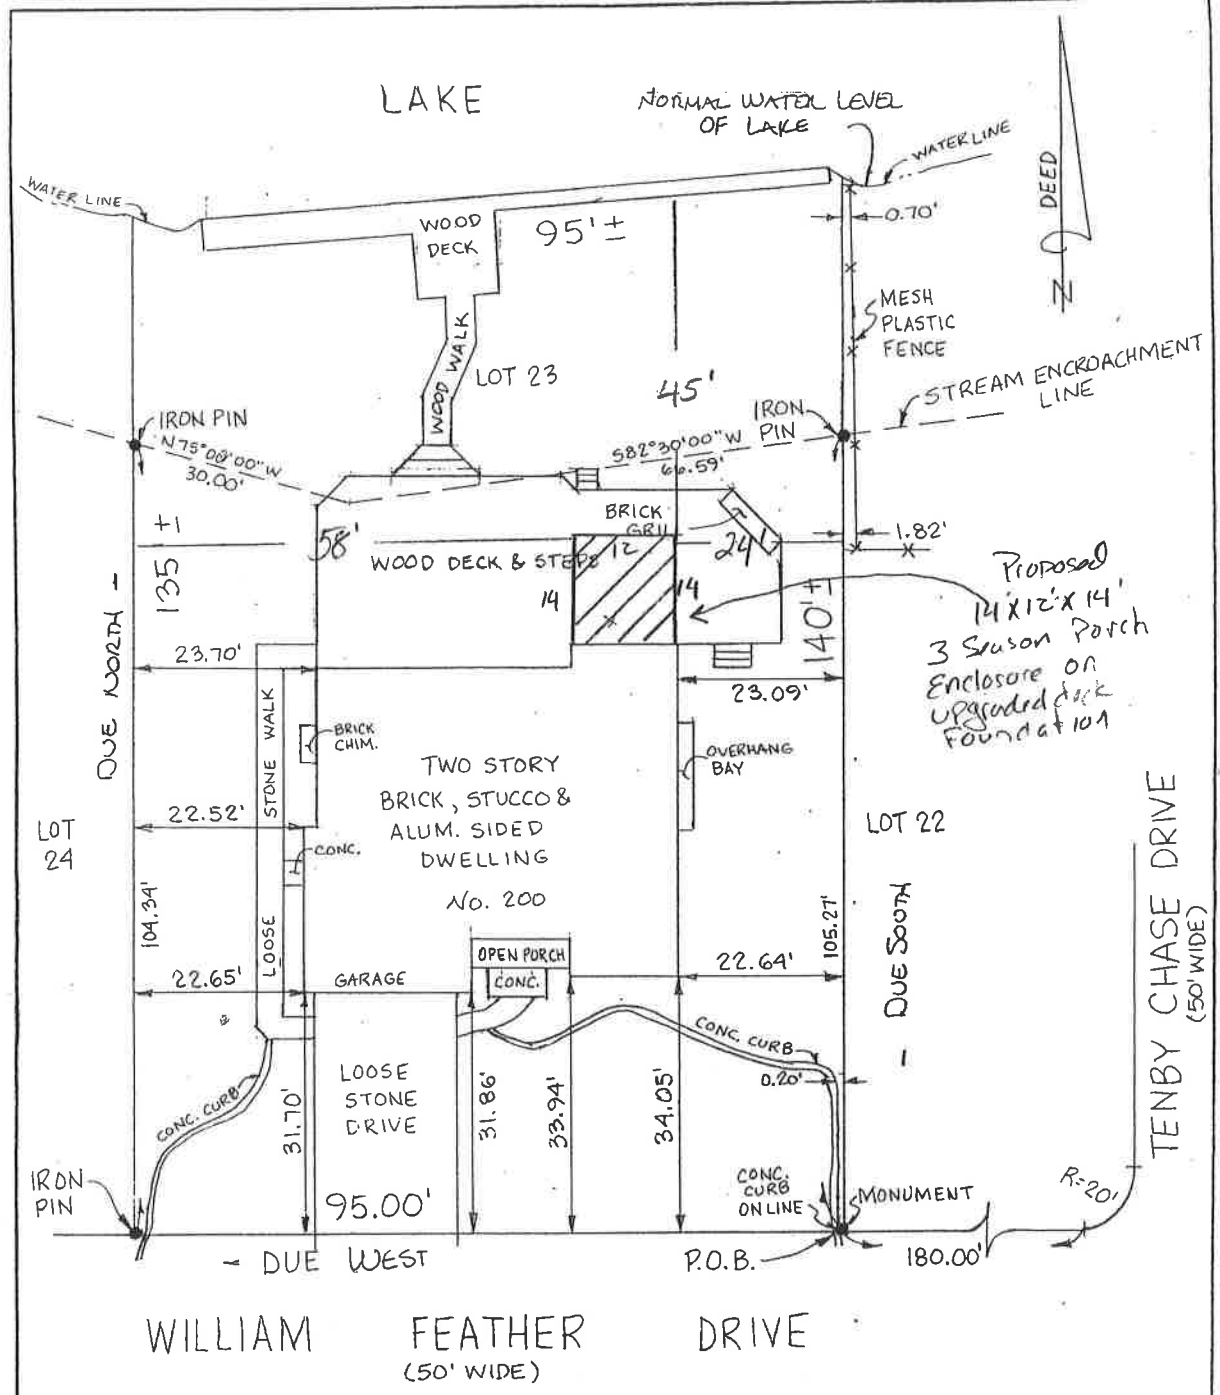 LAKE
NORMAL WATER LEVEL
OF LAKE
WATERLINE
WATER LINE
DEED
N
0.70'
WOOD
DECK
95'±
MESH
PLASTIC
FENCE
WOOD WALK
LOT 23
45'
STREAM ENCROACHMENT
LINE
IRON PIN
IRON
PIN
N75°00'00"W
30.00'
S82°30'00"W
66.59'
BRICK
GRILL
135±
58'
WOOD DECK & STEPS
12
24'
1.82'
14
14
140'±
Proposed
14'X12'X14'
3 Season Porch
Enclosure on
upgraded deck
Foundation
DUE NORTH -
23.70'
23.09'
BRICK
CHIM.
OVERHANG
BAY
LOOSE STONE WALK
TWO STORY
BRICK, STUCCO &
ALUM. SIDED
DWELLING
No. 200
22.52'
CONC.
LOT
24
LOT 22
104.34'
105.27'
- DUE SOUTH
TENBY CHASE DRIVE
(50' WIDE)
22.65'
GARAGE
OPEN PORCH
CONC.
22.64'
CONC. CURB
CONC. CURB
0.20'
LOOSE
STONE
DRIVE
31.70'
31.86'
33.94'
34.05'
IRON
PIN
95.00'
CONC.
CURB
ON LINE
MONUMENT
R=20'
- DUE WEST
P.O.B.
180.00'
WILLIAM FEATHER DRIVE
(50' WIDE)